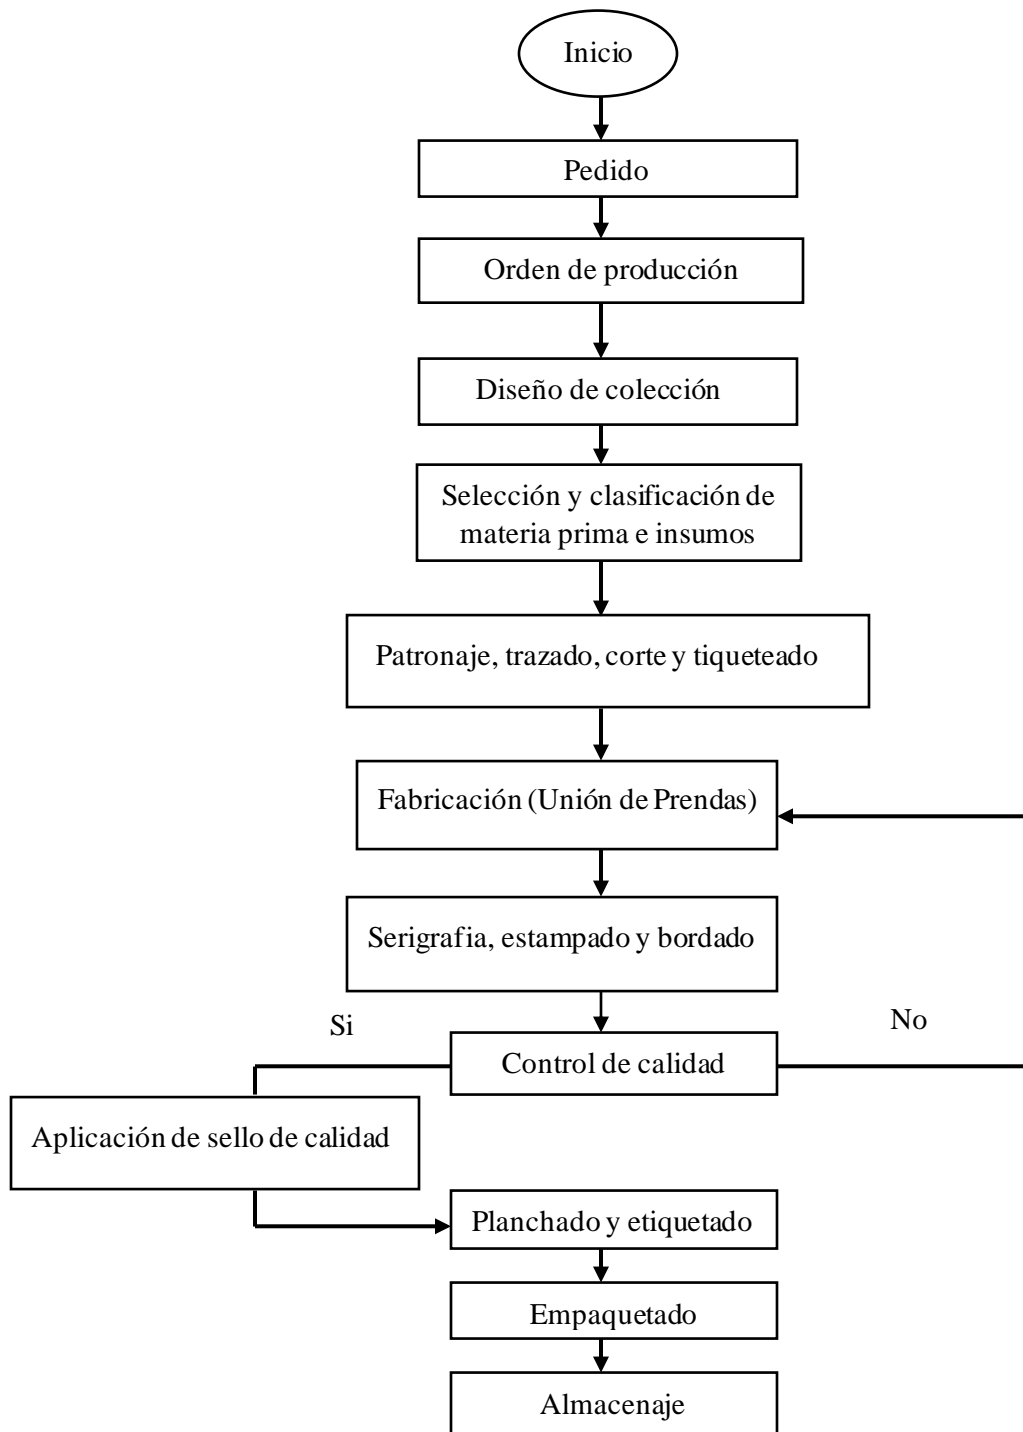 Inicio
Pedido
Orden de producción
Diseño de colección
Selección y clasificación de
materia prima e insumos
Patronaje, trazado, corte y tiqueteado
Fabricación (Unión de Prendas)
Serigrafia, estampado y bordado
Si
No
Control de calidad
Aplicación de sello de calidad
Planchado y etiquetado
Empaquetado
Almacenaje